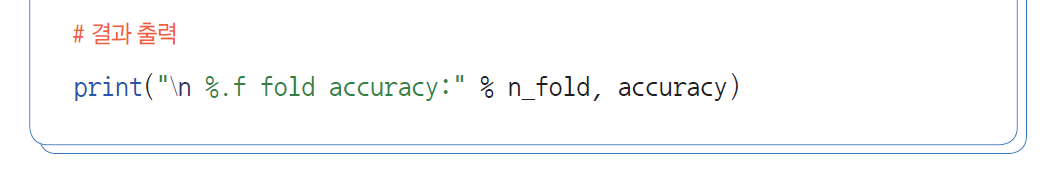 # 결과 출력
print("\n %.f fold accuracy:" % n_fold, accuracy)